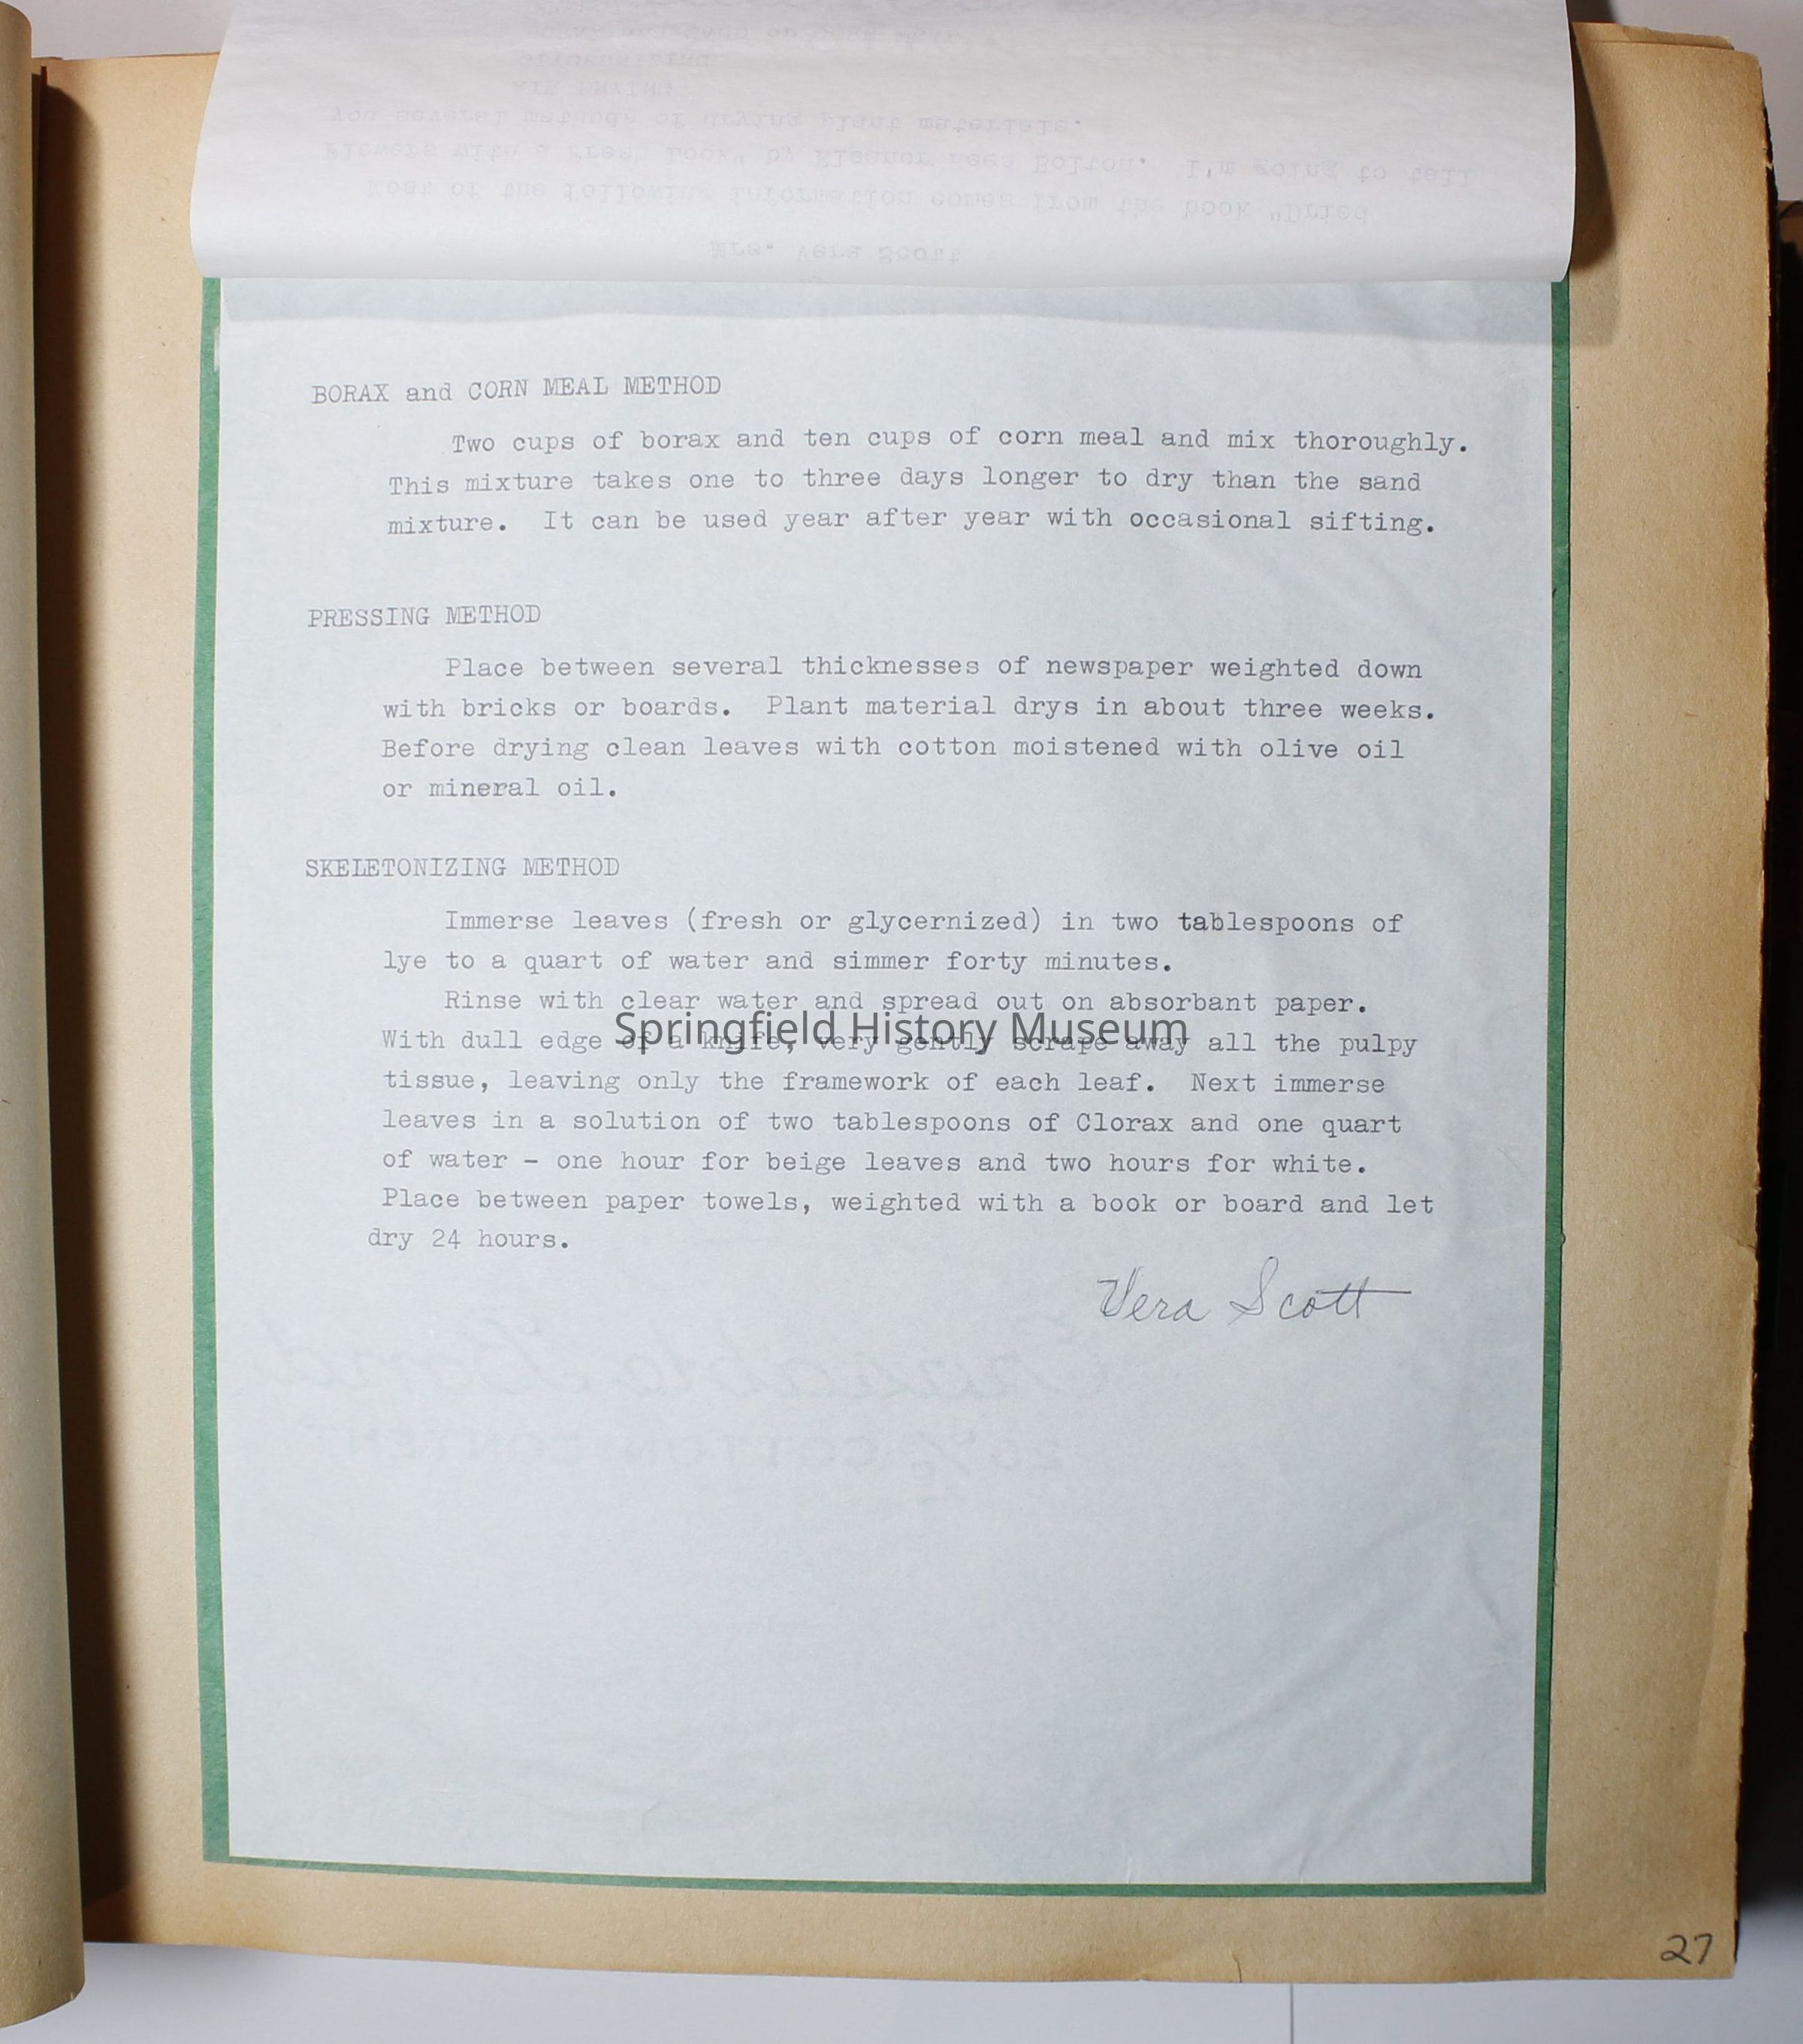 BORAX and CORN MEAL METHOD
Two cups of borax and ten cups of corn meal and mix thoroughly.
This mixture takes one to three days longer to dry than the sand
mixture. It can be used year after year with occasional sifting.
PRESSING METHOD
Place between several thicknesses of newspaper weighted down
with bricks or boards. Plant material drys in about three weeks.
Before drying clean leaves with cotton moistened with olive oil
or mineral oil.
SKELETONIZING METHOD
Immerse leaves (fresh or glycernized) in two tablespoons of
lye to a quart of water and simmer forty minutes.
Rinse with clear water and spread out on absorbant paper.
Springfield History Museum
With dull edge of a knife, very gently scrape away all the pulpy
tissue, leaving only the framework of each leaf. Next immerse
leaves in a solution of two tablespoons of Clorax and one quart
of water - one hour for beige leaves and two hours for white.
Place between paper towels, weighted with a book or board and let
dry 24 hours.
Vera Scott
27